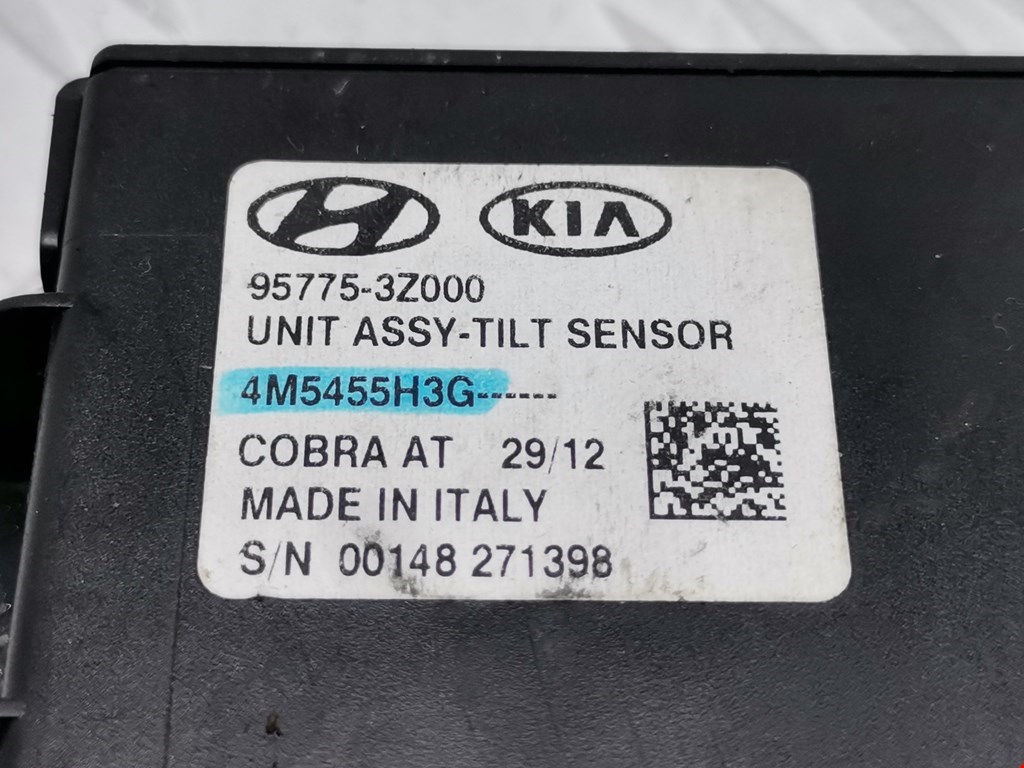 KIA
95775-3Z000
UNIT ASSY-TILT SENSOR
4M5455H3G------
COBRA AT 29/12
MADE IN ITALY
S/N 00148 271398